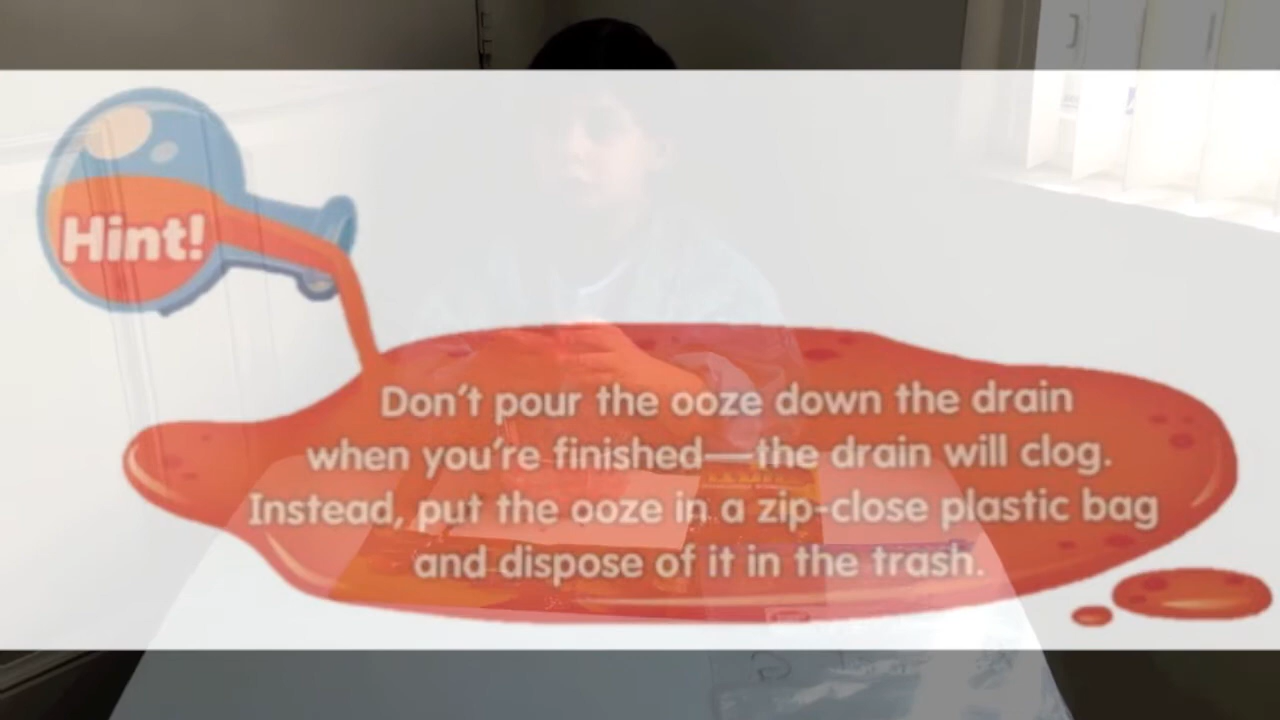 Hint!
Don't pour the ooze down the drain
when you're finished—the drain will clog.
Instead, put the ooze in a zip-close plastic bag
and dispose of it in the trash.